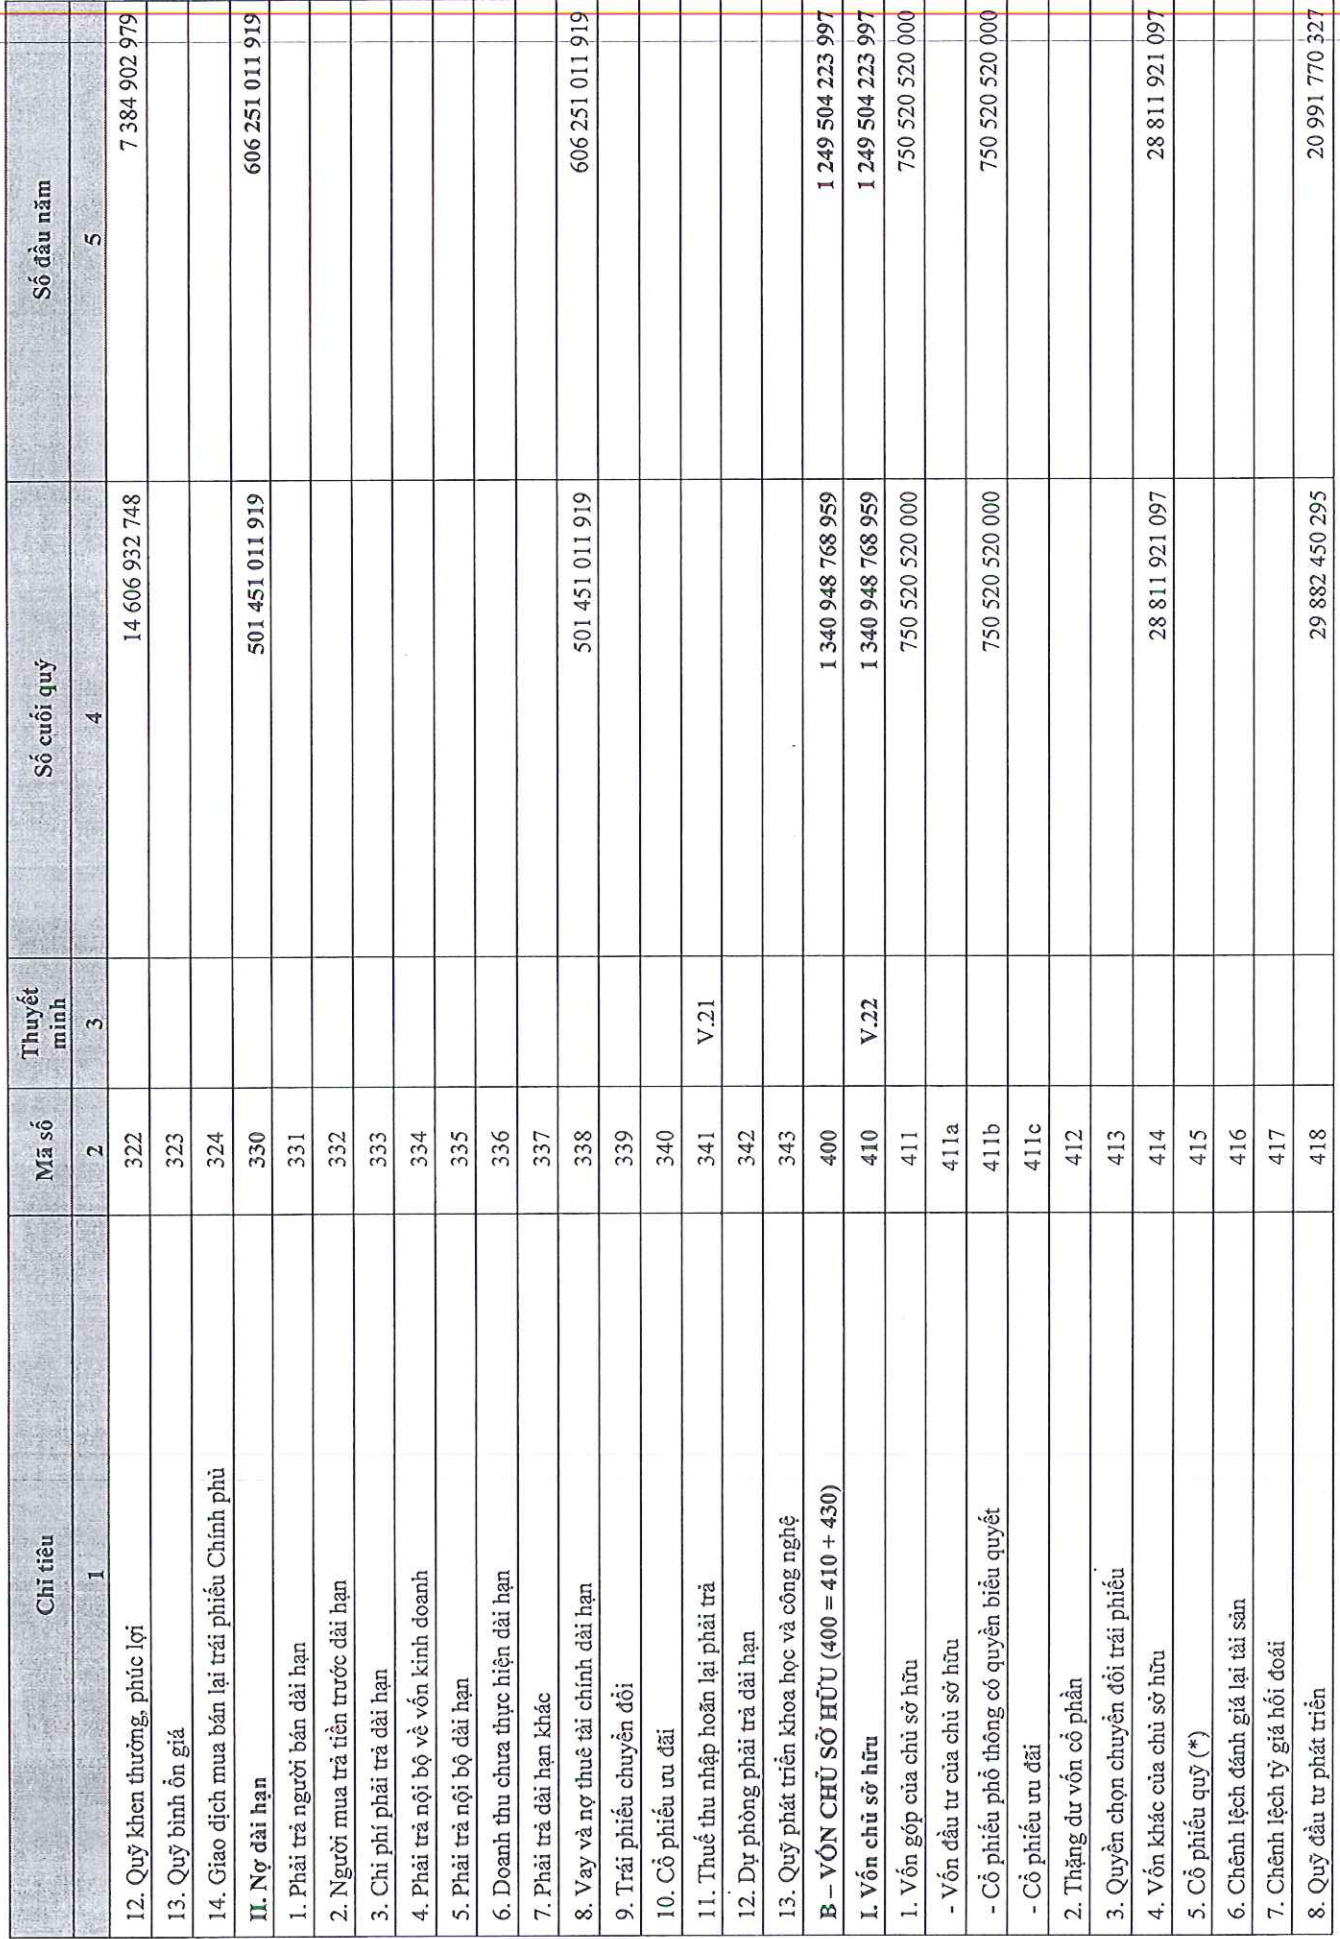 Chỉ tiêu Mã số Thuyết minh Số cuối quý Số đầu năm
1 2 3 4 5
12. Quỹ khen thưởng, phúc lợi 322 14 606 932 748 7 384 902 979
13. Quỹ bình ổn giá 323
14. Giao dịch mua bán lại trái phiếu Chính phủ 324
II. Nợ dài hạn 330 501 451 011 919 606 251 011 919
1. Phải trả người bán dài hạn 331
2. Người mua trả tiền trước dài hạn 332
3. Chi phí phải trả dài hạn 333
4. Phải trả nội bộ về vốn kinh doanh 334
5. Phải trả nội bộ dài hạn 335
6. Doanh thu chưa thực hiện dài hạn 336
7. Phải trả dài hạn khác 337
8. Vay và nợ thuê tài chính dài hạn 338 501 451 011 919 606 251 011 919
9. Trái phiếu chuyển đổi 339
10. Cổ phiếu ưu đãi 340
11. Thuế thu nhập hoãn lại phải trả 341 V.21
12. Dự phòng phải trả dài hạn 342
13. Quỹ phát triển khoa học và công nghệ 343
B – VỐN CHỦ SỞ HỮU (400 = 410 + 430) 400 1 340 948 768 959 1 249 504 223 997
I. Vốn chủ sở hữu 410 V.22 1 340 948 768 959 1 249 504 223 997
1. Vốn góp của chủ sở hữu 411 750 520 520 000 750 520 520 000
- Vốn đầu tư của chủ sở hữu 411a
- Cổ phiếu phổ thông có quyền biểu quyết 411b 750 520 520 000 750 520 520 000
- Cổ phiếu ưu đãi 411c
2. Thặng dư vốn cổ phần 412
3. Quyền chọn chuyển đổi trái phiếu 413
4. Vốn khác của chủ sở hữu 414 28 811 921 097 28 811 921 097
5. Cổ phiếu quỹ (*) 415
6. Chênh lệch đánh giá lại tài sản 416
7. Chênh lệch tỷ giá hối đoái 417
8. Quỹ đầu tư phát triển 418 29 882 450 295 20 991 770 327